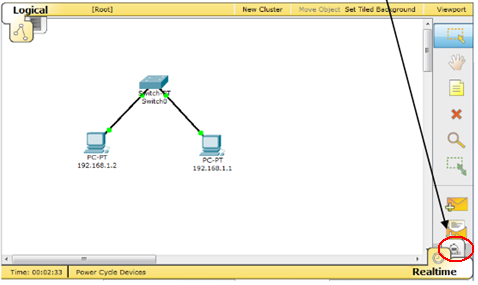 Logical [Root] New Cluster Move Object Set Tiled Background Viewport
Switch-PT
Switch0
PC-PT
192.168.1.2
PC-PT
192.168.1.1
Time: 00:02:33 Power Cycle Devices Realtime